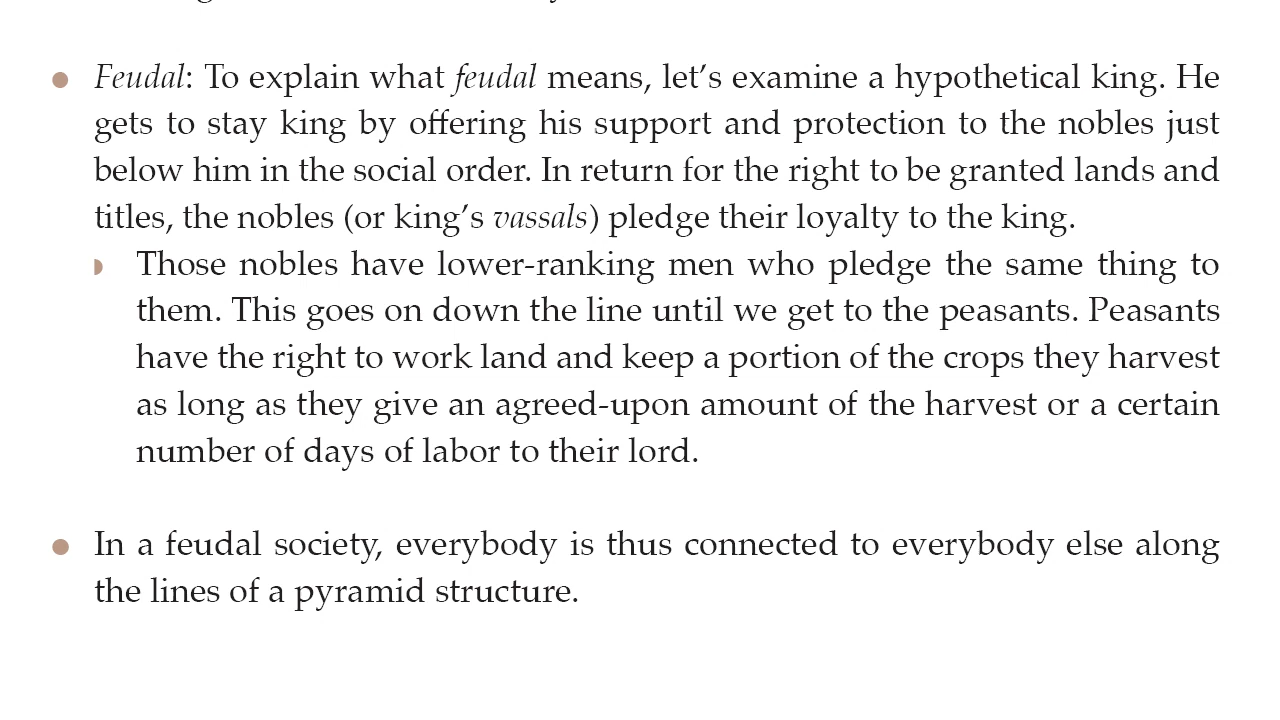 Feudal: To explain what feudal means, let’s examine a hypothetical king. He
gets to stay king by offering his support and protection to the nobles just
below him in the social order. In return for the right to be granted lands and
titles, the nobles (or king’s vassals) pledge their loyalty to the king.
Those nobles have lower-ranking men who pledge the same thing to
them. This goes on down the line until we get to the peasants. Peasants
have the right to work land and keep a portion of the crops they harvest
as long as they give an agreed-upon amount of the harvest or a certain
number of days of labor to their lord.
In a feudal society, everybody is thus connected to everybody else along
the lines of a pyramid structure.